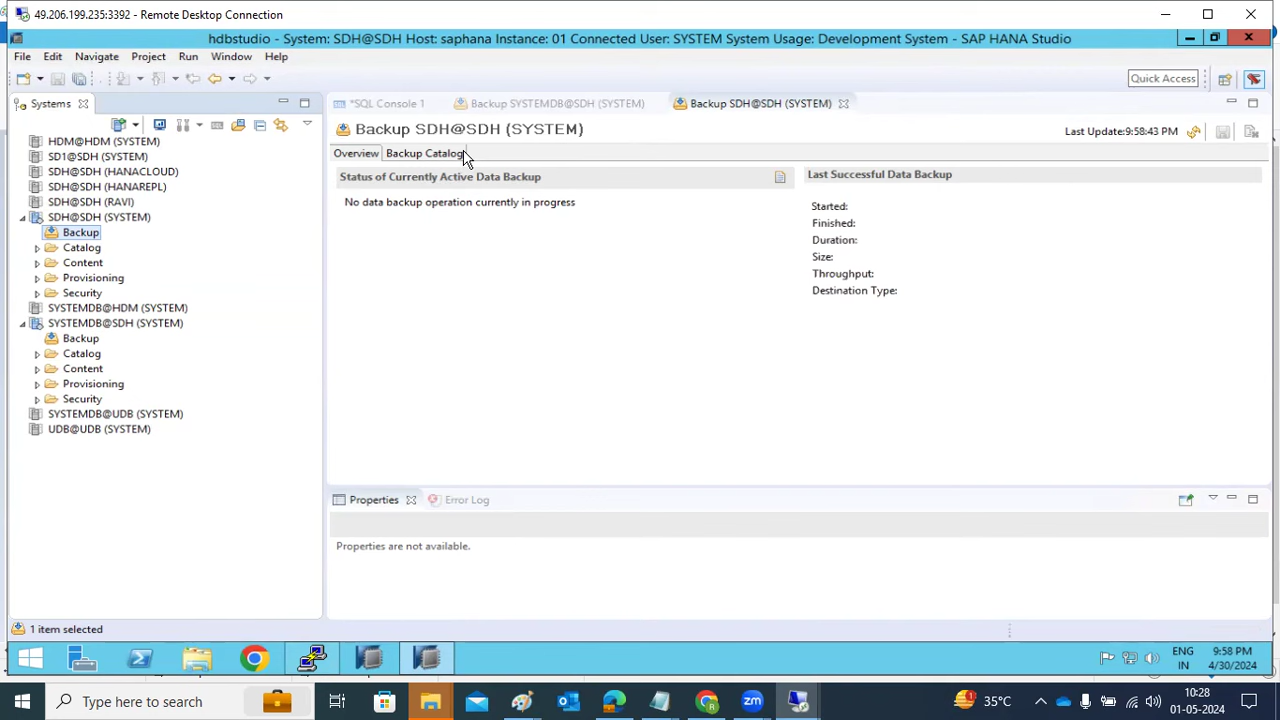 49.206.199.235:3392 - Remote Desktop Connection
hdbstudio - System: SDH@SDH Host: saphana Instance: 01 Connected User: SYSTEM System Usage: Development System - SAP HANA Studio
File Edit Navigate Project Run Window Help
Quick Access
Systems
HDM@HDM (SYSTEM)
SD1@SDH (SYSTEM)
SDH@SDH (HANACLOUD)
SDH@SDH (HANAREPL)
SDH@SDH (RAVI)
SDH@SDH (SYSTEM)
Backup
Catalog
Content
Provisioning
Security
SYSTEMDB@HDM (SYSTEM)
SYSTEMDB@SDH (SYSTEM)
Backup
Catalog
Content
Provisioning
Security
SYSTEMDB@UDB (SYSTEM)
UDB@UDB (SYSTEM)
*SQL Console 1 Backup SYSTEMDB@SDH (SYSTEM) Backup SDH@SDH (SYSTEM)
Backup SDH@SDH (SYSTEM)
Last Update:9:58:43 PM
Overview Backup Catalog
Status of Currently Active Data Backup
No data backup operation currently in progress
Last Successful Data Backup
Started:
Finished:
Duration:
Size:
Throughput:
Destination Type:
Properties Error Log
Properties are not available.
1 item selected
ENG
IN
9:58 PM
4/30/2024
Type here to search
1
35°C
10:28
01-05-2024